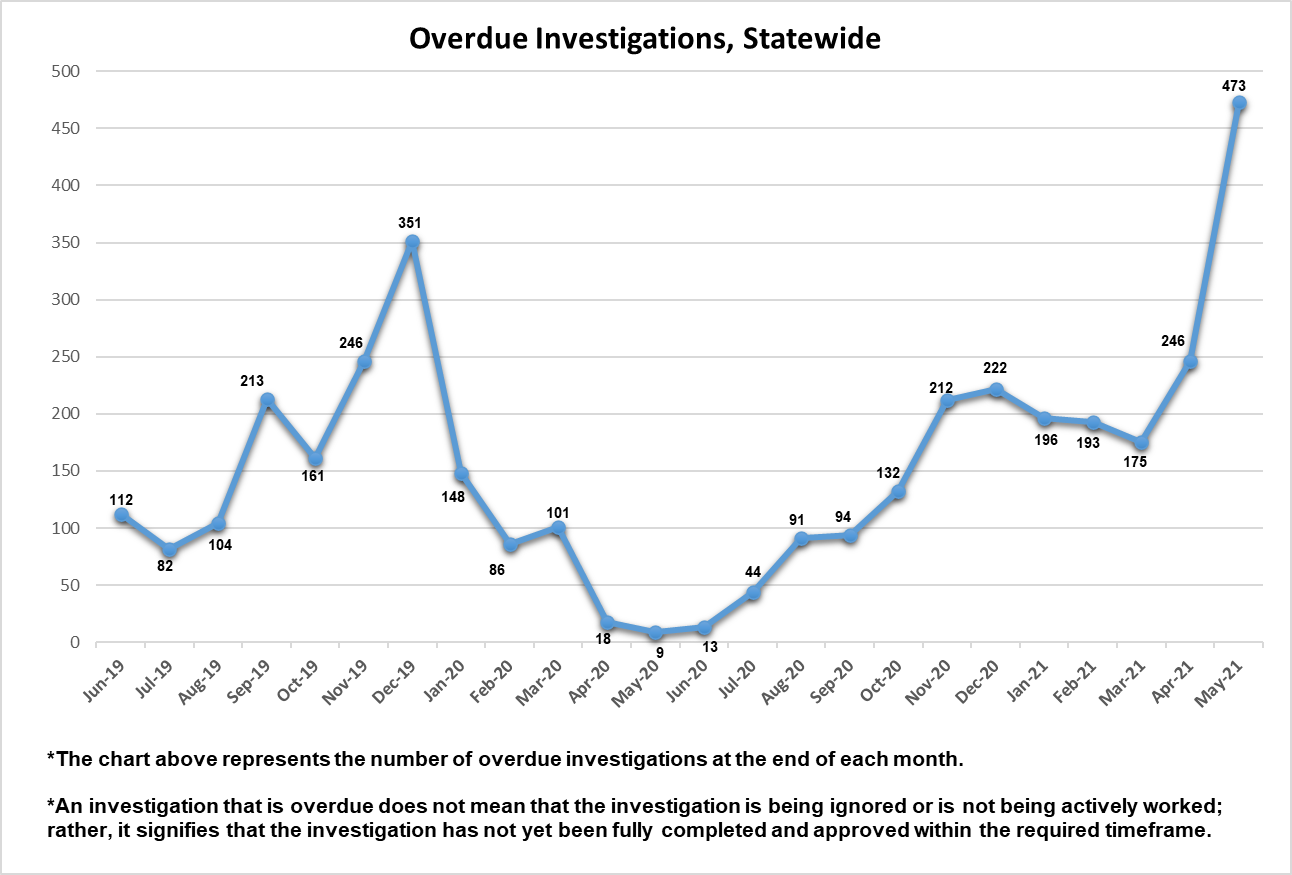 Overdue Investigations, Statewide
500
450
400
350
300
250
200
150
100
50
0
112
82
104
213
161
246
351
148
86
101
18
9
13
44
91
94
132
212
222
196
193
175
246
473
Jun-19
Jul-19
Aug-19
Sep-19
Oct-19
Nov-19
Dec-19
Jan-20
Feb-20
Mar-20
Apr-20
May-20
Jun-20
Jul-20
Aug-20
Sep-20
Oct-20
Nov-20
Dec-20
Jan-21
Feb-21
Mar-21
Apr-21
May-21
*The chart above represents the number of overdue investigations at the end of each month.
*An investigation that is overdue does not mean that the investigation is being ignored or is not being actively worked;
rather, it signifies that the investigation has not yet been fully completed and approved within the required timeframe.